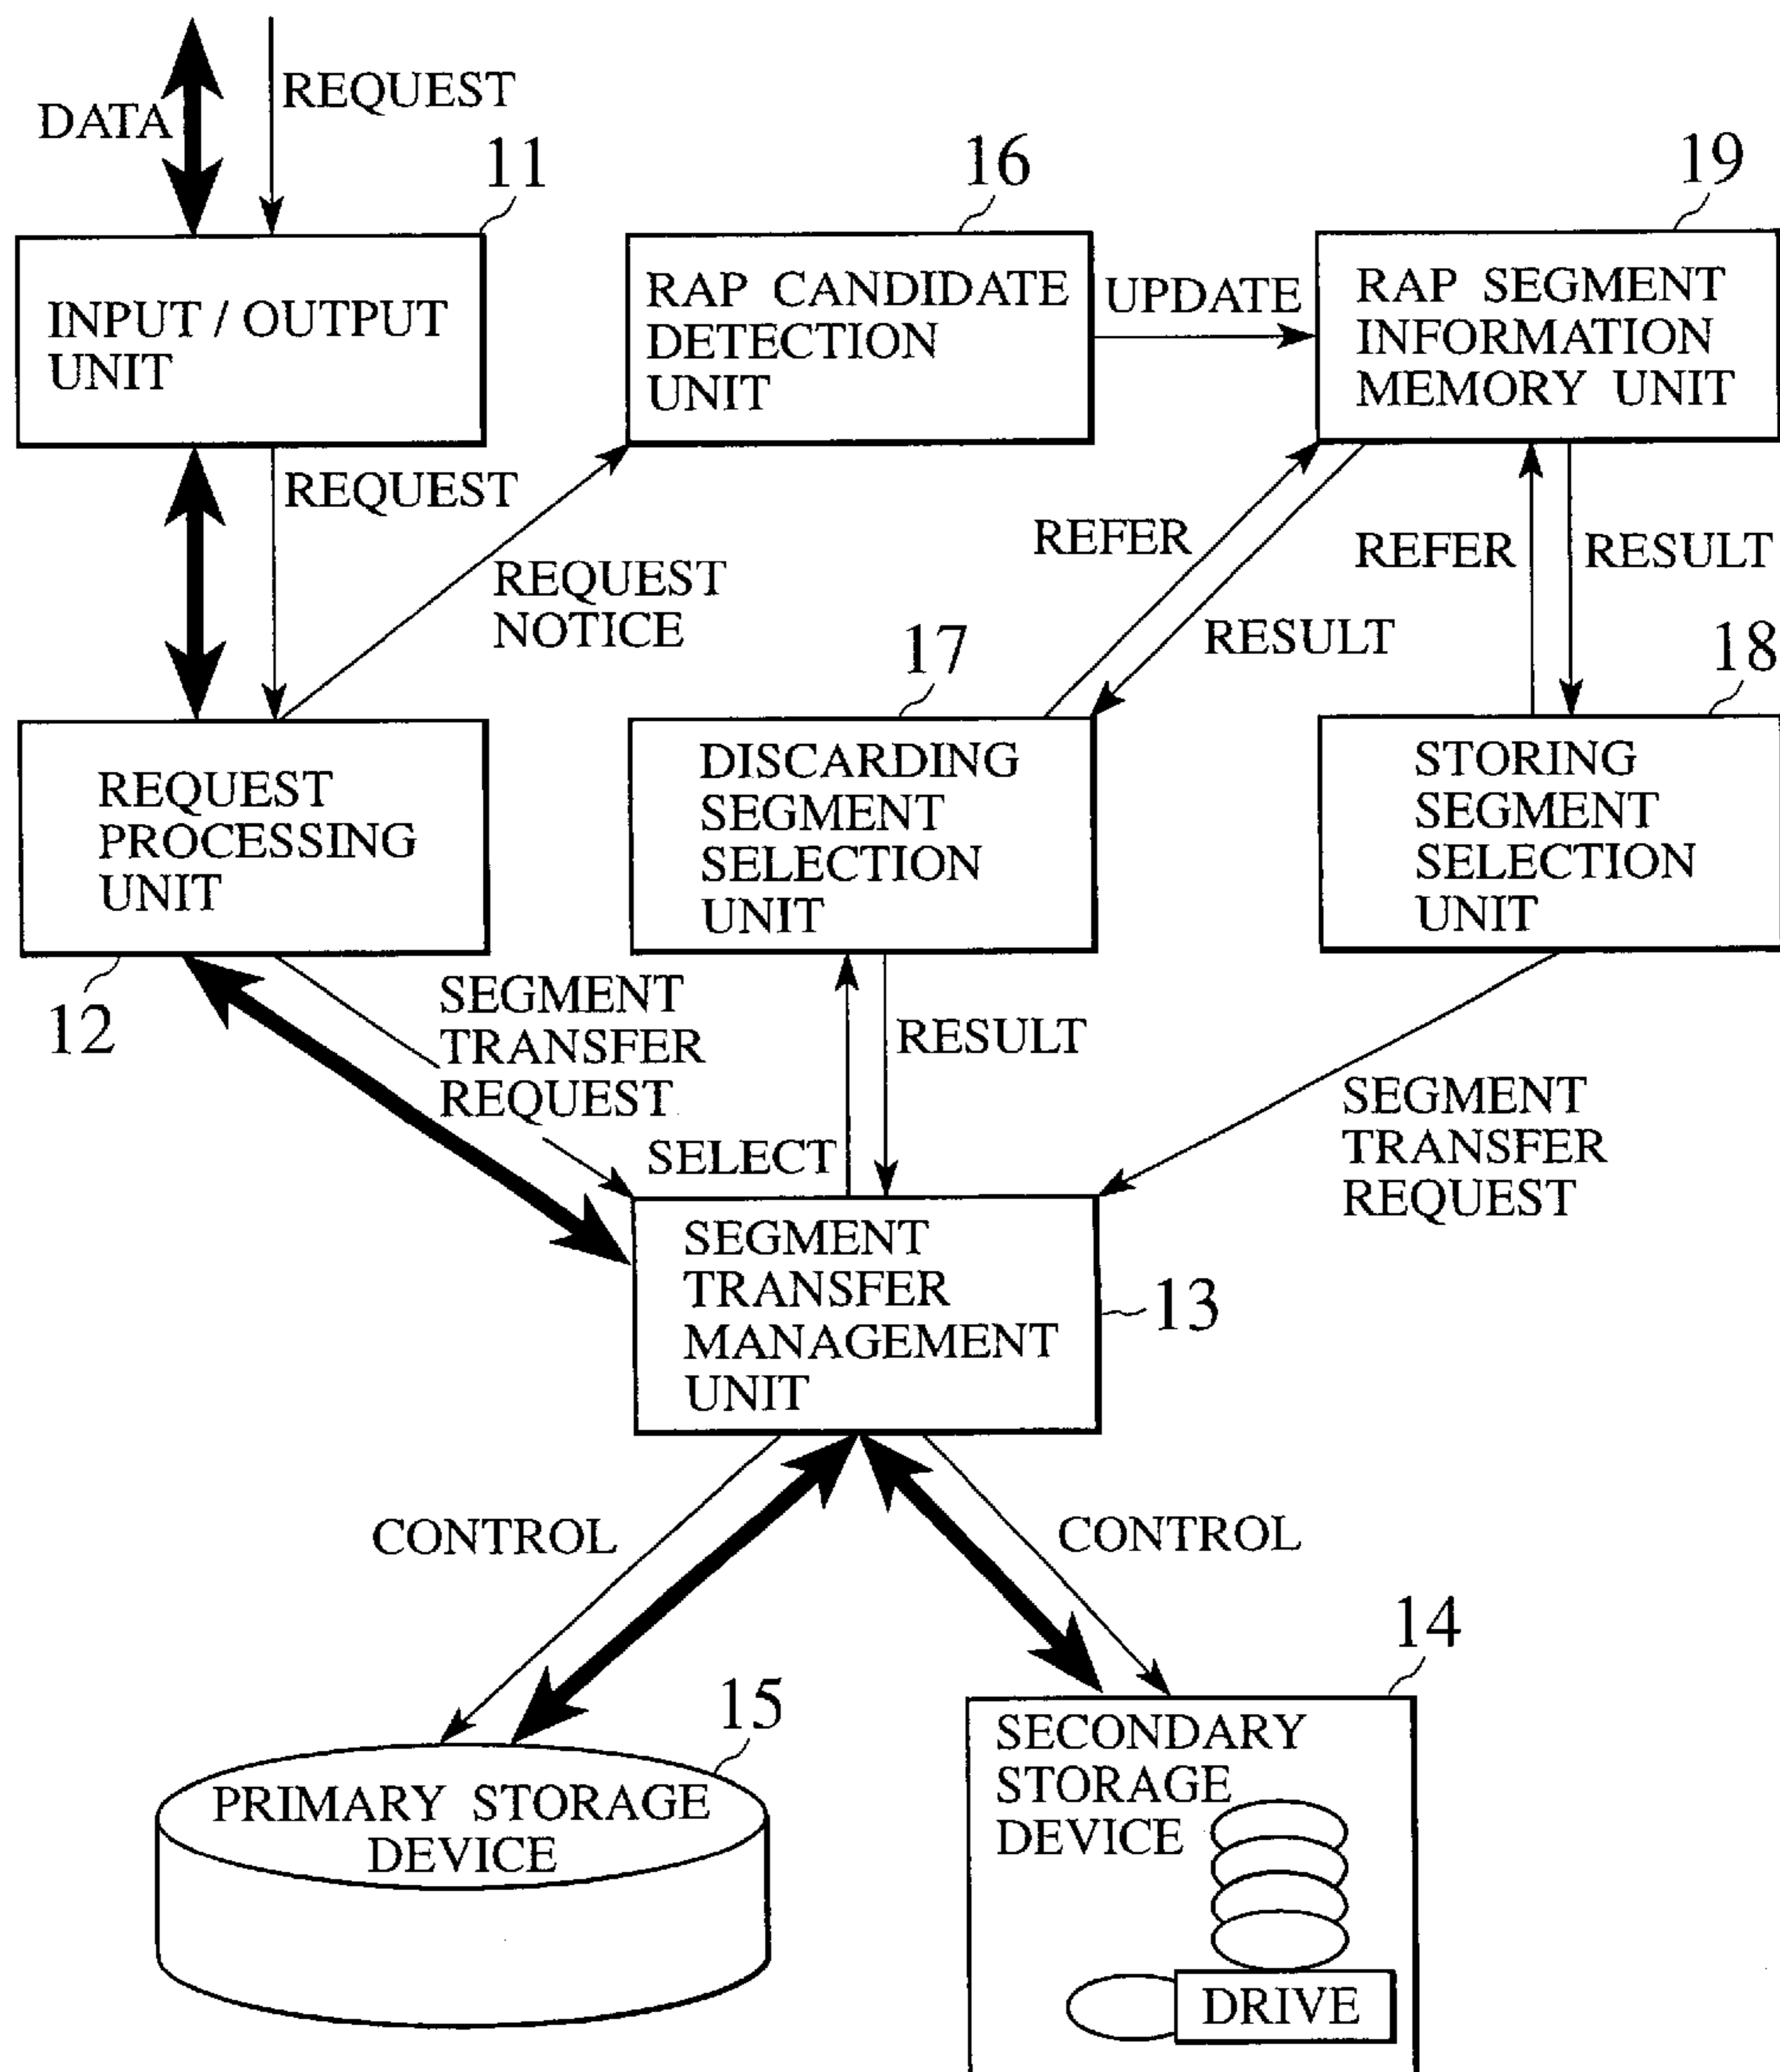 DATA
REQUEST
11
16
19
INPUT / OUTPUT
UNIT
RAP CANDIDATE
DETECTION
UNIT
UPDATE
RAP SEGMENT
INFORMATION
MEMORY UNIT
REQUEST
REQUEST
NOTICE
REFER
RESULT
REFER
RESULT
17
18
REQUEST
PROCESSING
UNIT
12
DISCARDING
SEGMENT
SELECTION
UNIT
STORING
SEGMENT
SELECTION
UNIT
SEGMENT
TRANSFER
REQUEST
SELECT
RESULT
SEGMENT
TRANSFER
REQUEST
SEGMENT
TRANSFER
MANAGEMENT
UNIT
13
CONTROL
CONTROL
15
14
PRIMARY STORAGE
DEVICE
SECONDARY
STORAGE
DEVICE
DRIVE